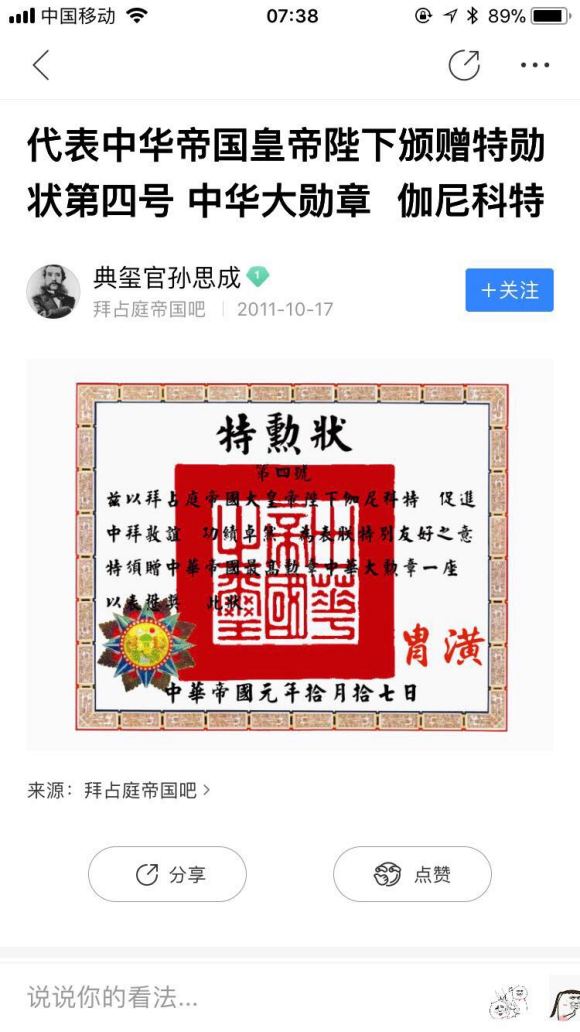 中国移动
07:38
89%
代表中华帝国皇帝陛下颁赠特勋
状第四号 中华大勋章 伽尼科特
典玺官孙思成 1
拜占庭帝国吧 | 2011-10-17
+关注
特勳狀
第四號
茲以拜占庭帝國大皇帝陛下伽尼科特 促進
中拜敦誼 功績卓著 為表朕特別友好之意
特頒贈中華帝國最高勳章中華大勳章一座
以表推獎 此狀
中華帝國元年拾月拾七日
来源：拜占庭帝国吧 >
分享
点赞
说说你的看法...